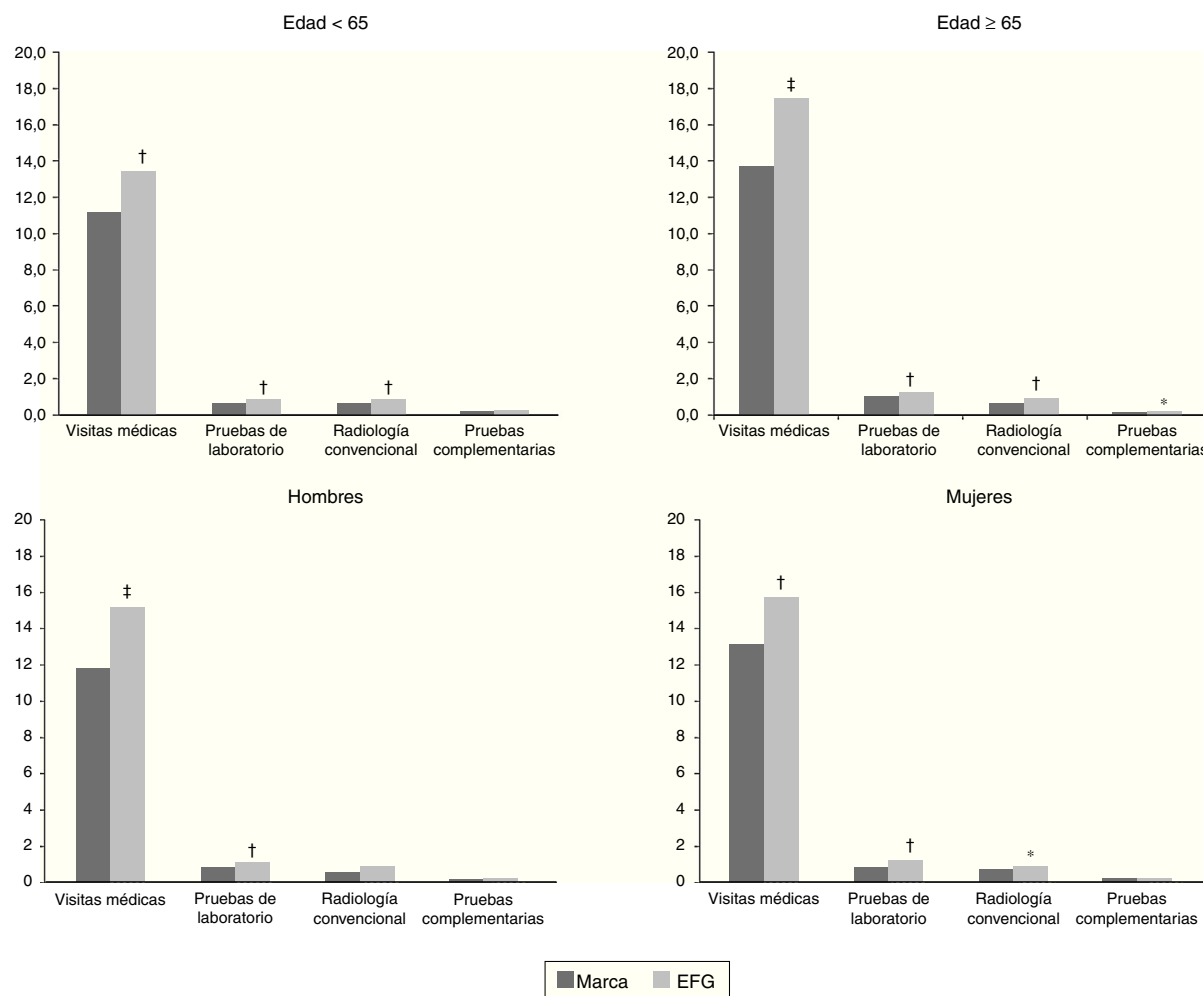 Edad < 65
20,0
18,0
16,0
14,0
12,0
10,0
8,0
6,0
4,0
2,0
0,0
†
†
†
Visitas médicas
Pruebas de
laboratorio
Radiología
convencional
Pruebas
complementarias
Edad ≥ 65
20,0
18,0
16,0
14,0
12,0
10,0
8,0
6,0
4,0
2,0
0,0
‡
†
†
*
Visitas médicas
Pruebas de
laboratorio
Radiología
convencional
Pruebas
complementarias
Hombres
20
18
16
14
12
10
8
6
4
2
0
‡
†
Visitas médicas
Pruebas de
laboratorio
Radiología
convencional
Pruebas
complementarias
Mujeres
20
18
16
14
12
10
8
6
4
2
0
†
†
*
Visitas médicas
Pruebas de
laboratorio
Radiología
convencional
Pruebas
complementarias
Marca EFG